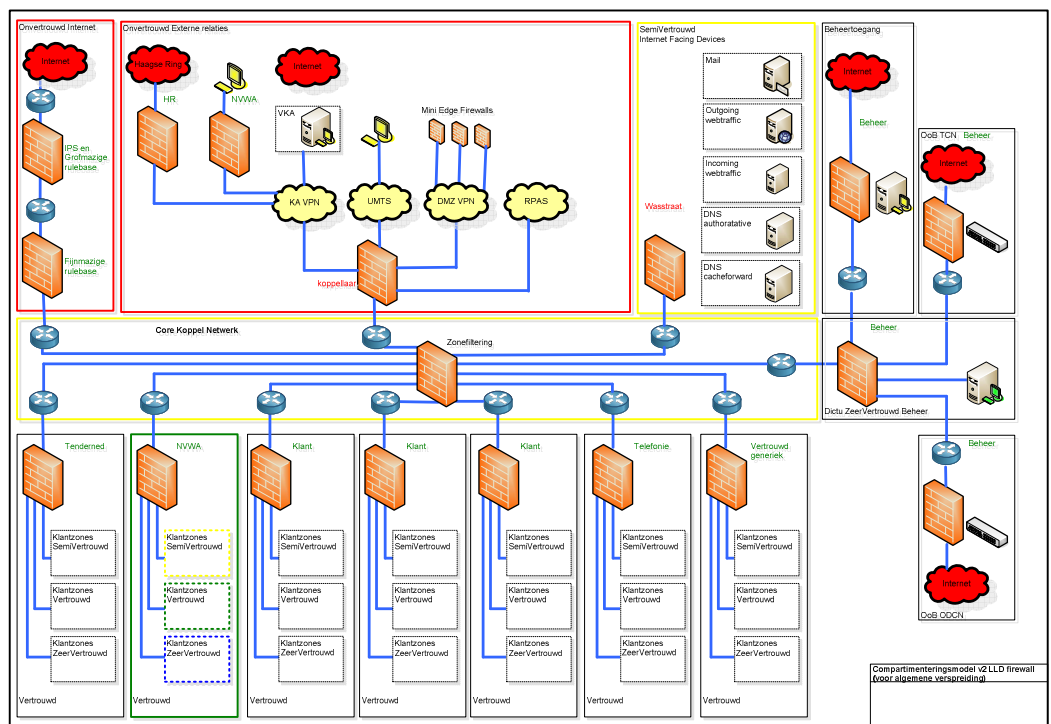 Onvertrouwd Internet
Internet
IPS en
Grofmazige
rulebase
Fijnmazige
rulebase
Onvertrouwd Externe relaties
Haagse Ring
HR
NVWA
Internet
VKA
Mini Edge Firewalls
KA VPN
UMTS
DMZ VPN
RPAS
koppellaar
SemiVertrouwd
Internet Facing Devices
Mail
Outgoing
webtraffic
Incoming
webtraffic
Wasstraat
DNS
authoratative
DNS
cacheforward
Beheertoegang
Internet
Beheer
OoB TCN
Beheer
Internet
Core Koppel Netwerk
Zonefiltering
Beheer
Dictu ZeerVertrouwd Beheer
Tenderned
Klantzones
SemiVertrouwd
Klantzones
Vertrouwd
Klantzones
ZeerVertrouwd
Vertrouwd
NVWA
Klantzones
SemiVertrouwd
Klantzones
Vertrouwd
Klantzones
ZeerVertrouwd
Vertrouwd
Klant
Klantzones
SemiVertrouwd
Klantzones
Vertrouwd
Klantzones
ZeerVertrouwd
Vertrouwd
Klant
Klantzones
SemiVertrouwd
Klantzones
Vertrouwd
Klantzones
ZeerVertrouwd
Vertrouwd
Klant
Klantzones
SemiVertrouwd
Klantzones
Vertrouwd
Klantzones
ZeerVertrouwd
Vertrouwd
Telefonie
Klantzones
SemiVertrouwd
Klantzones
Vertrouwd
Klantzones
ZeerVertrouwd
Vertrouwd
Vertrouwd
generiek
Klantzones
SemiVertrouwd
Klantzones
Vertrouwd
Klantzones
ZeerVertrouwd
Vertrouwd
Beheer
Internet
OoB ODCN
Compartimenteringsmodel v2 LLD firewall
(voor algemene verspreiding)